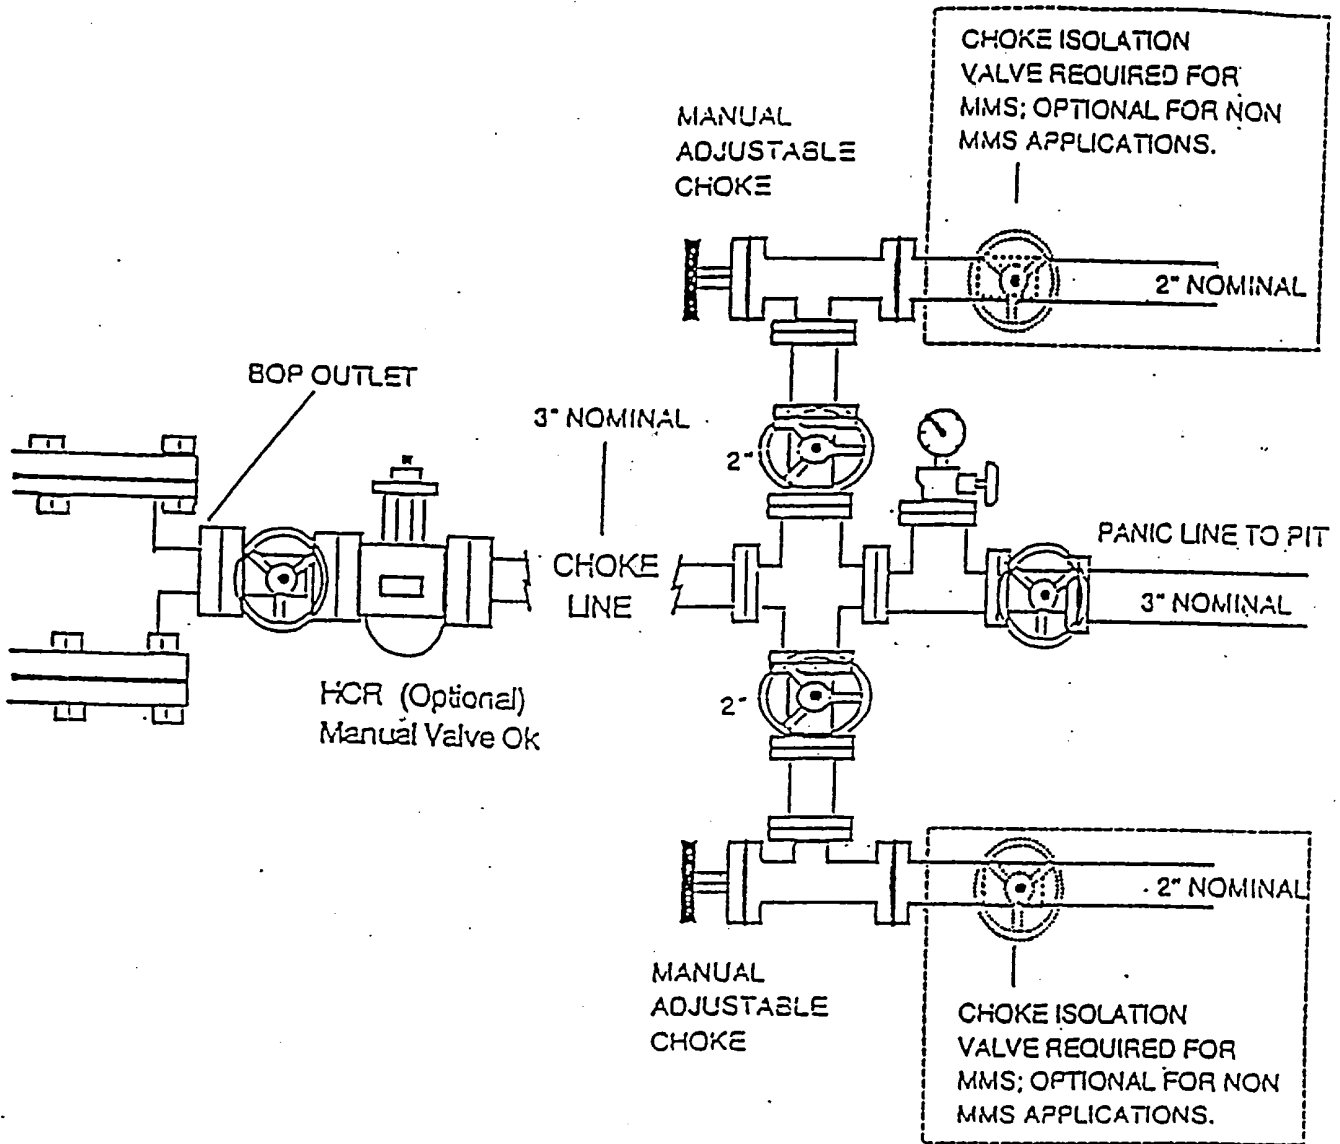 CHOKE ISOLATION
VALVE REQUIRED FOR
MMS; OPTIONAL FOR NON
MMS APPLICATIONS.
MANUAL
ADJUSTABLE
CHOKE
2" NOMINAL
BOP OUTLET
3" NOMINAL
2"
PANIC LINE TO PIT
CHOKE
LINE
3" NOMINAL
HCR (Optional)
Manual Valve Ok
2"
2" NOMINAL
MANUAL
ADJUSTABLE
CHOKE
CHOKE ISOLATION
VALVE REQUIRED FOR
MMS; OPTIONAL FOR NON
MMS APPLICATIONS.